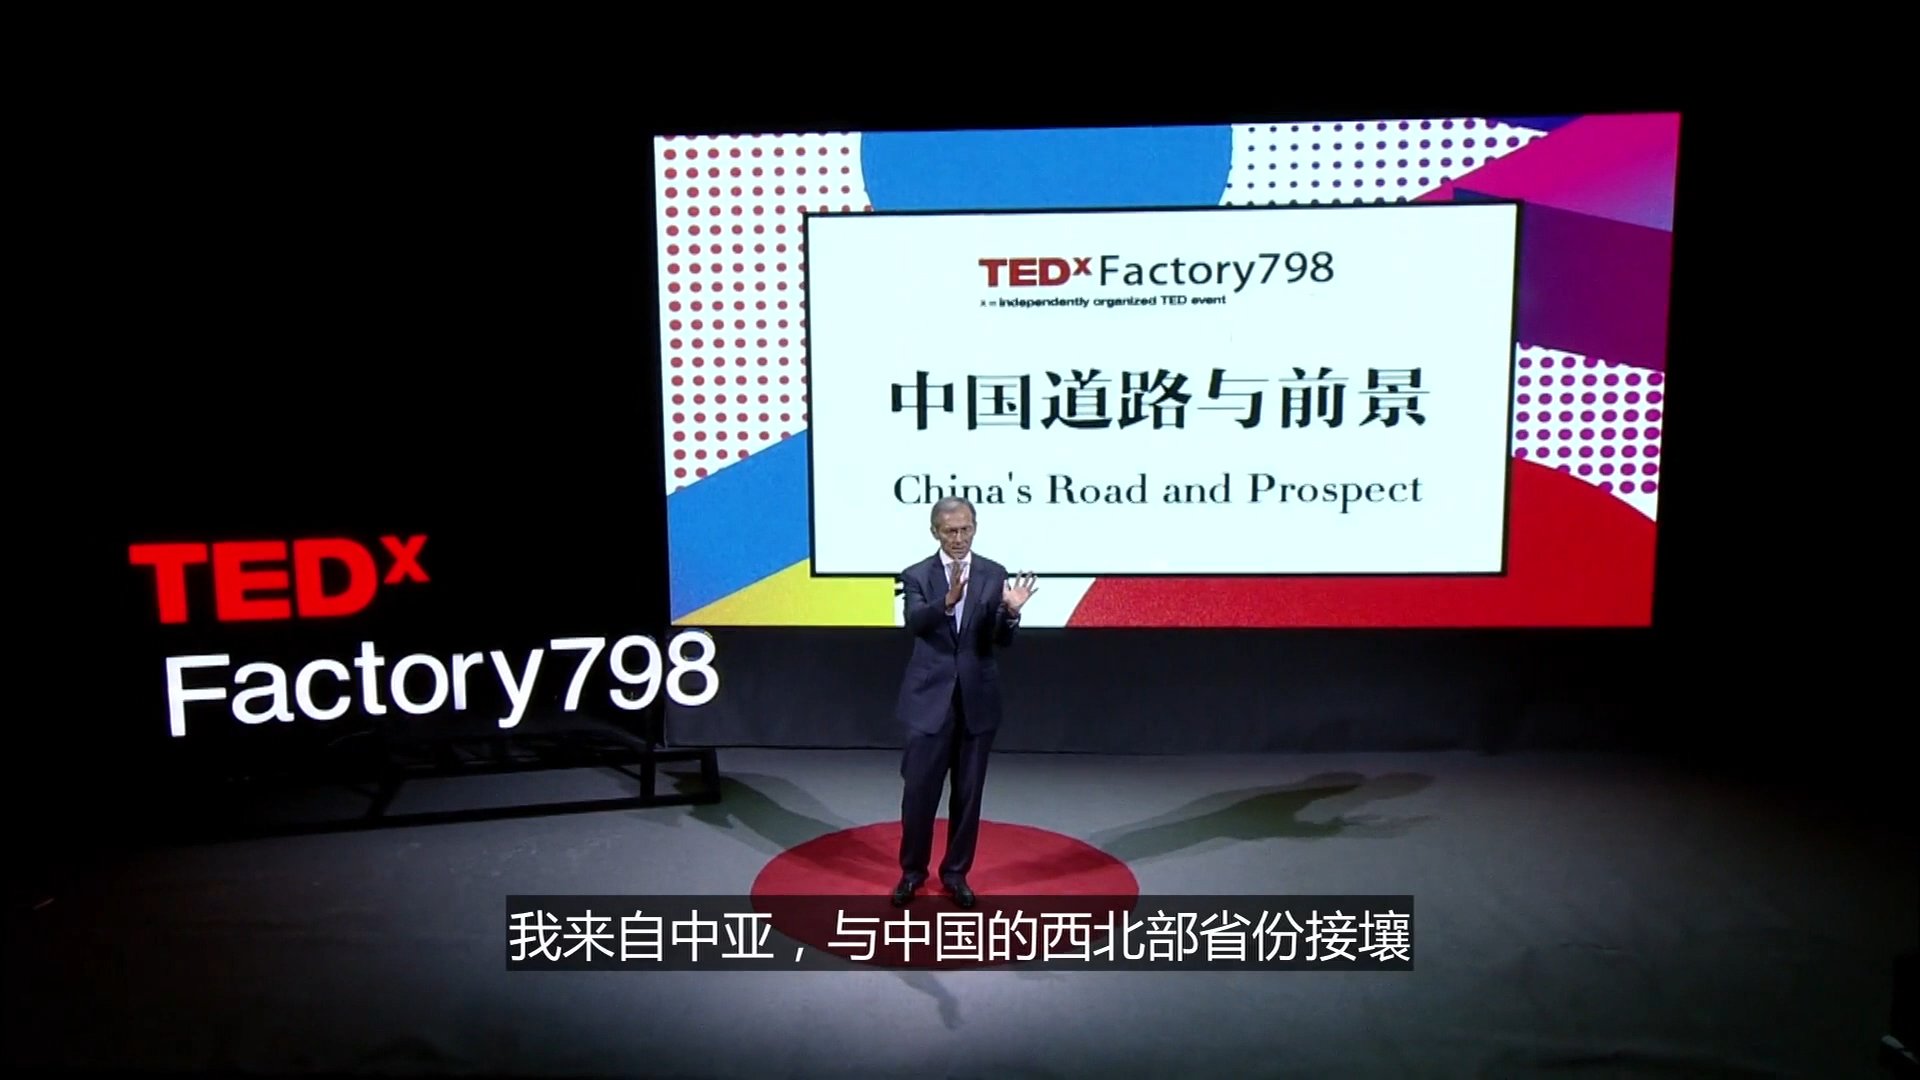 TEDx Factory798
x = independently organized TED event
中国道路与前景
China's Road and Prospect
TEDx
Factory798
我来自中亚，与中国的西北部省份接壤